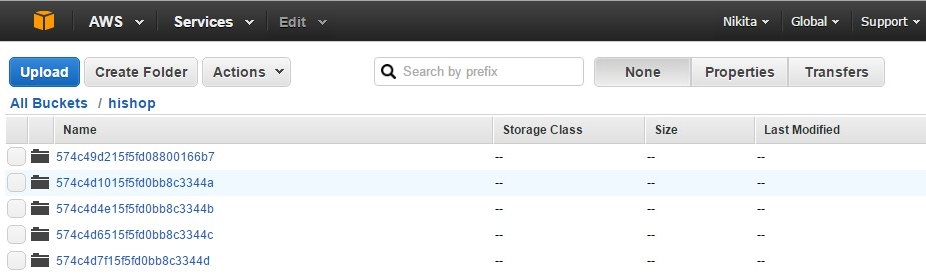 AWS Services Edit Nikita Global Support
Upload Create Folder Actions Search by prefix None Properties Transfers
All Buckets / hishop
Name Storage Class Size Last Modified
574c49d215f5fd08800166b7 -- -- --
574c4d1015f5fd0bb8c3344a -- -- --
574c4d4e15f5fd0bb8c3344b -- -- --
574c4d6515f5fd0bb8c3344c -- -- --
574c4d7f15f5fd0bb8c3344d -- -- --